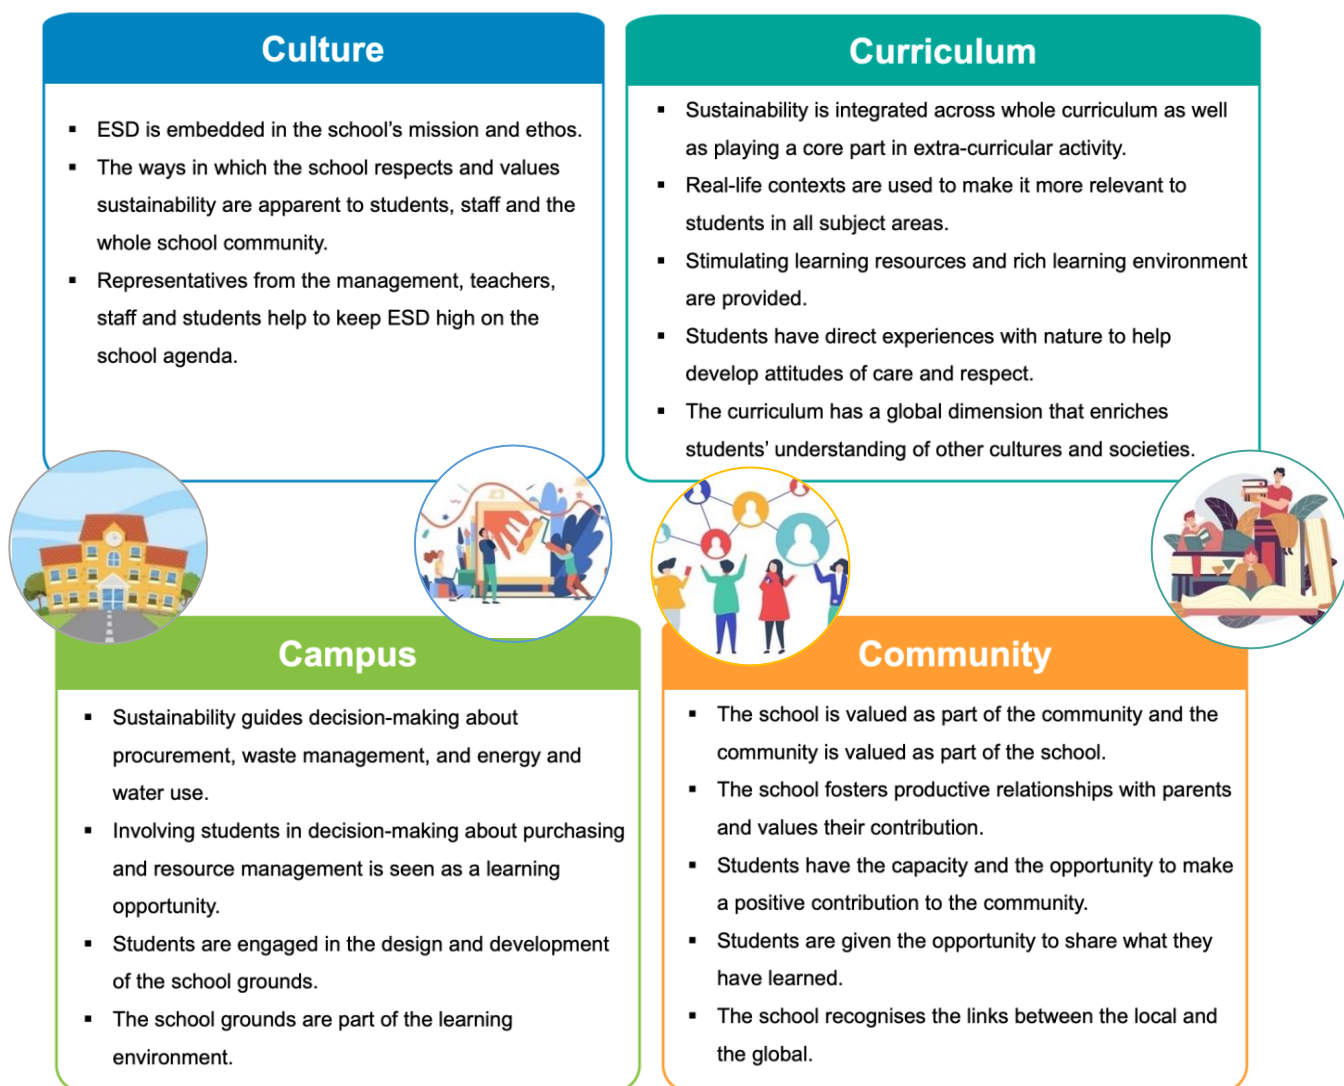 Culture
▪ ESD is embedded in the school’s mission and ethos.
▪ The ways in which the school respects and values
sustainability are apparent to students, staff and the
whole school community.
▪ Representatives from the management, teachers,
staff and students help to keep ESD high on the
school agenda.
Curriculum
▪ Sustainability is integrated across whole curriculum as well
as playing a core part in extra-curricular activity.
▪ Real-life contexts are used to make it more relevant to
students in all subject areas.
▪ Stimulating learning resources and rich learning environment
are provided.
▪ Students have direct experiences with nature to help
develop attitudes of care and respect.
▪ The curriculum has a global dimension that enriches
students’ understanding of other cultures and societies.
Campus
▪ Sustainability guides decision-making about
procurement, waste management, and energy and
water use.
▪ Involving students in decision-making about purchasing
and resource management is seen as a learning
opportunity.
▪ Students are engaged in the design and development
of the school grounds.
▪ The school grounds are part of the learning
environment.
Community
▪ The school is valued as part of the community and the
community is valued as part of the school.
▪ The school fosters productive relationships with parents
and values their contribution.
▪ Students have the capacity and the opportunity to make
a positive contribution to the community.
▪ Students are given the opportunity to share what they
have learned.
▪ The school recognises the links between the local and
the global.